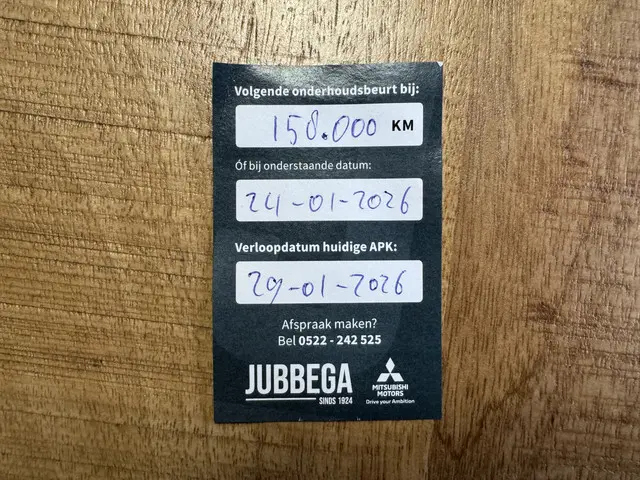 Volgende onderhoudsbeurt bij:
158.000 KM
Óf bij onderstaande datum:
24-01-2026
Verloopdatum huidige APK:
29-01-2026
Afspraak maken?
Bel 0522 - 242 525
JUBBEGA
SINDS 1924
MITSUBISHI
MOTORS
Drive your Ambition